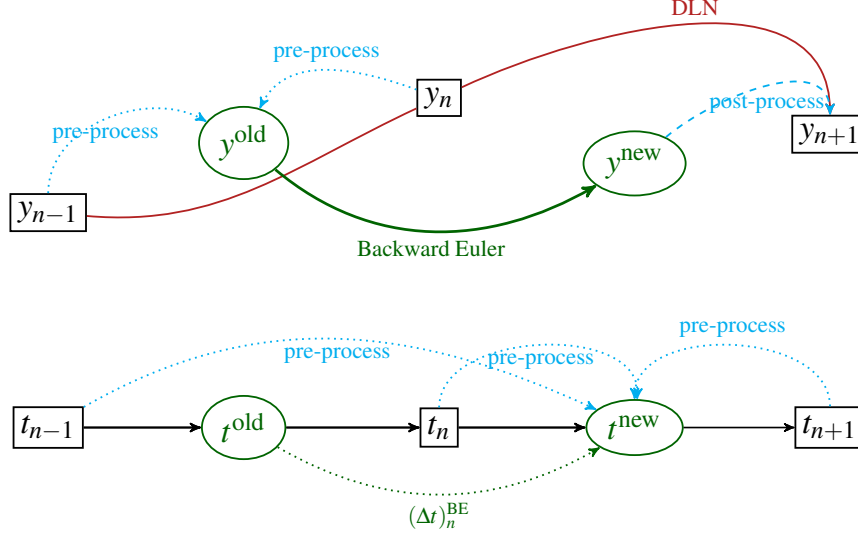 DLN
pre-process
y_{n−1}
pre-process
y^{old}
y_n
y^{new}
post-process
y_{n+1}
Backward Euler
pre-process
pre-process
pre-process
t_{n−1}
t^{old}
t_n
t^{new}
t_{n+1}
(Δt)_n^{BE}